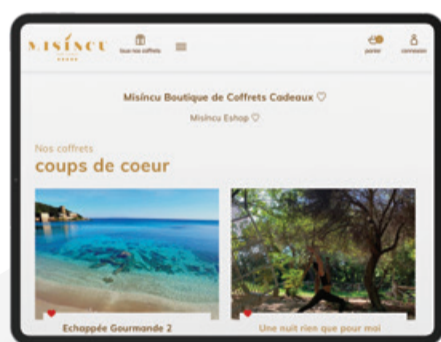 MISÍNCU
tous nos coffrets
panier
connexion
Misíncu Boutique de Coffrets Cadeaux ♡
Misíncu Eshop ♡
Nos coffrets
coups de coeur
Echappée Gourmande 2
Une nuit rien que pour moi